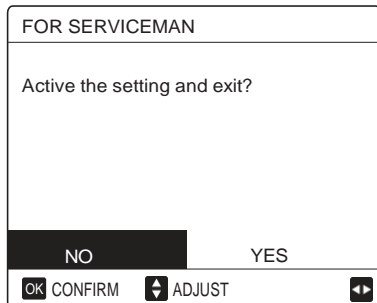 FOR SERVICEMAN
Active the setting and exit?
NO YES
OK CONFIRM ADJUST